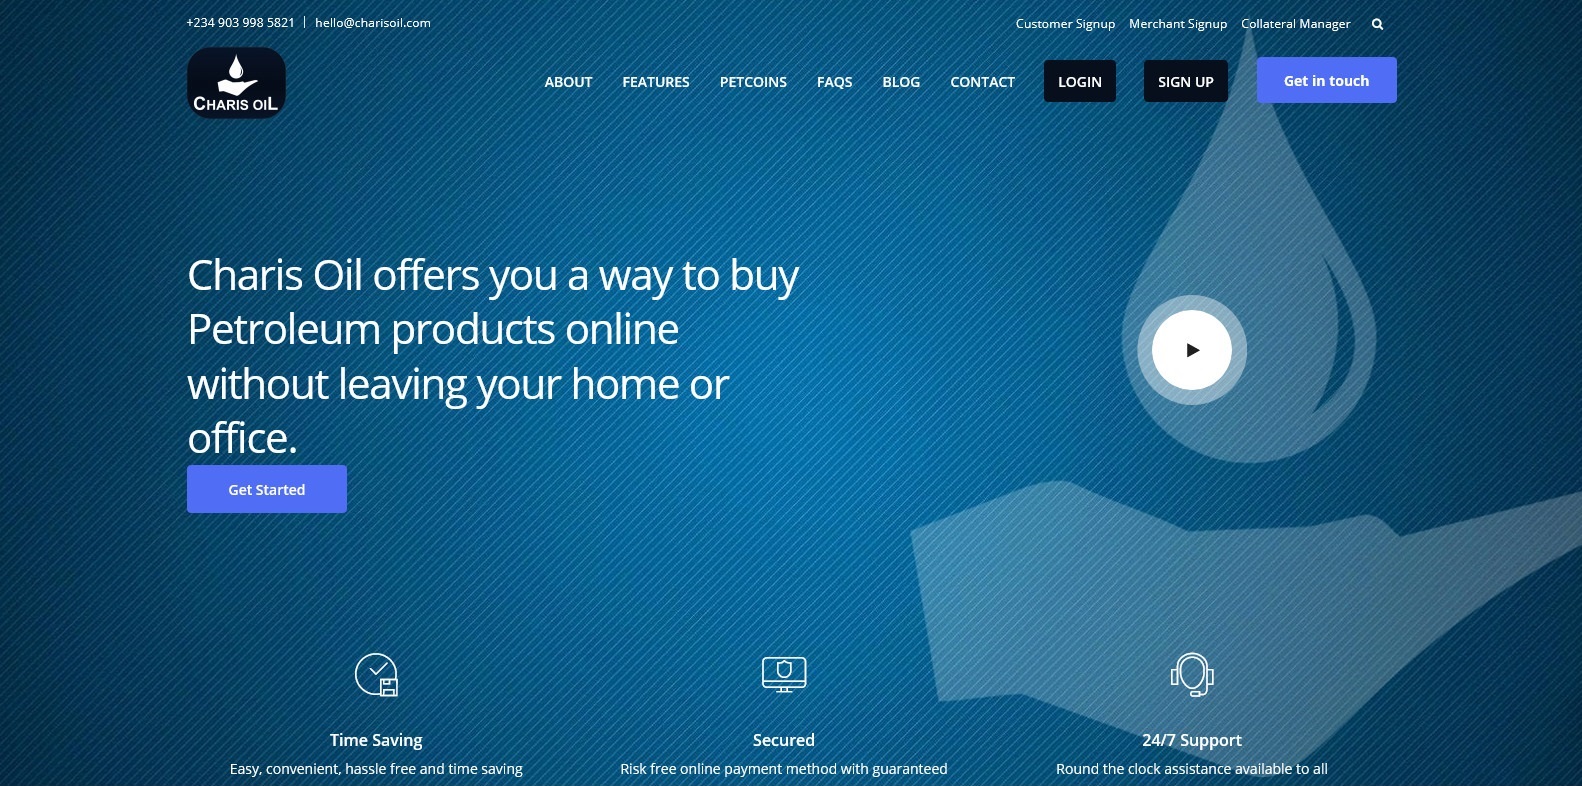 +234 903 998 5821 | hello@charisoil.com
Customer Signup Merchant Signup Collateral Manager
CHARIS OIL
ABOUT FEATURES PETCOINS FAQS BLOG CONTACT LOGIN SIGN UP Get in touch
Charis Oil offers you a way to buy
Petroleum products online
without leaving your home or
office.
Get Started
Time Saving
Easy, convenient, hassle free and time saving
Secured
Risk free online payment method with guaranteed
24/7 Support
Round the clock assistance available to all